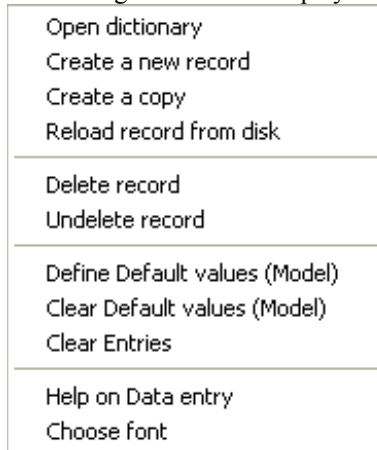 Open dictionary
Create a new record
Create a copy
Reload record from disk
Delete record
Undelete record
Define Default values (Model)
Clear Default values (Model)
Clear Entries
Help on Data entry
Choose font